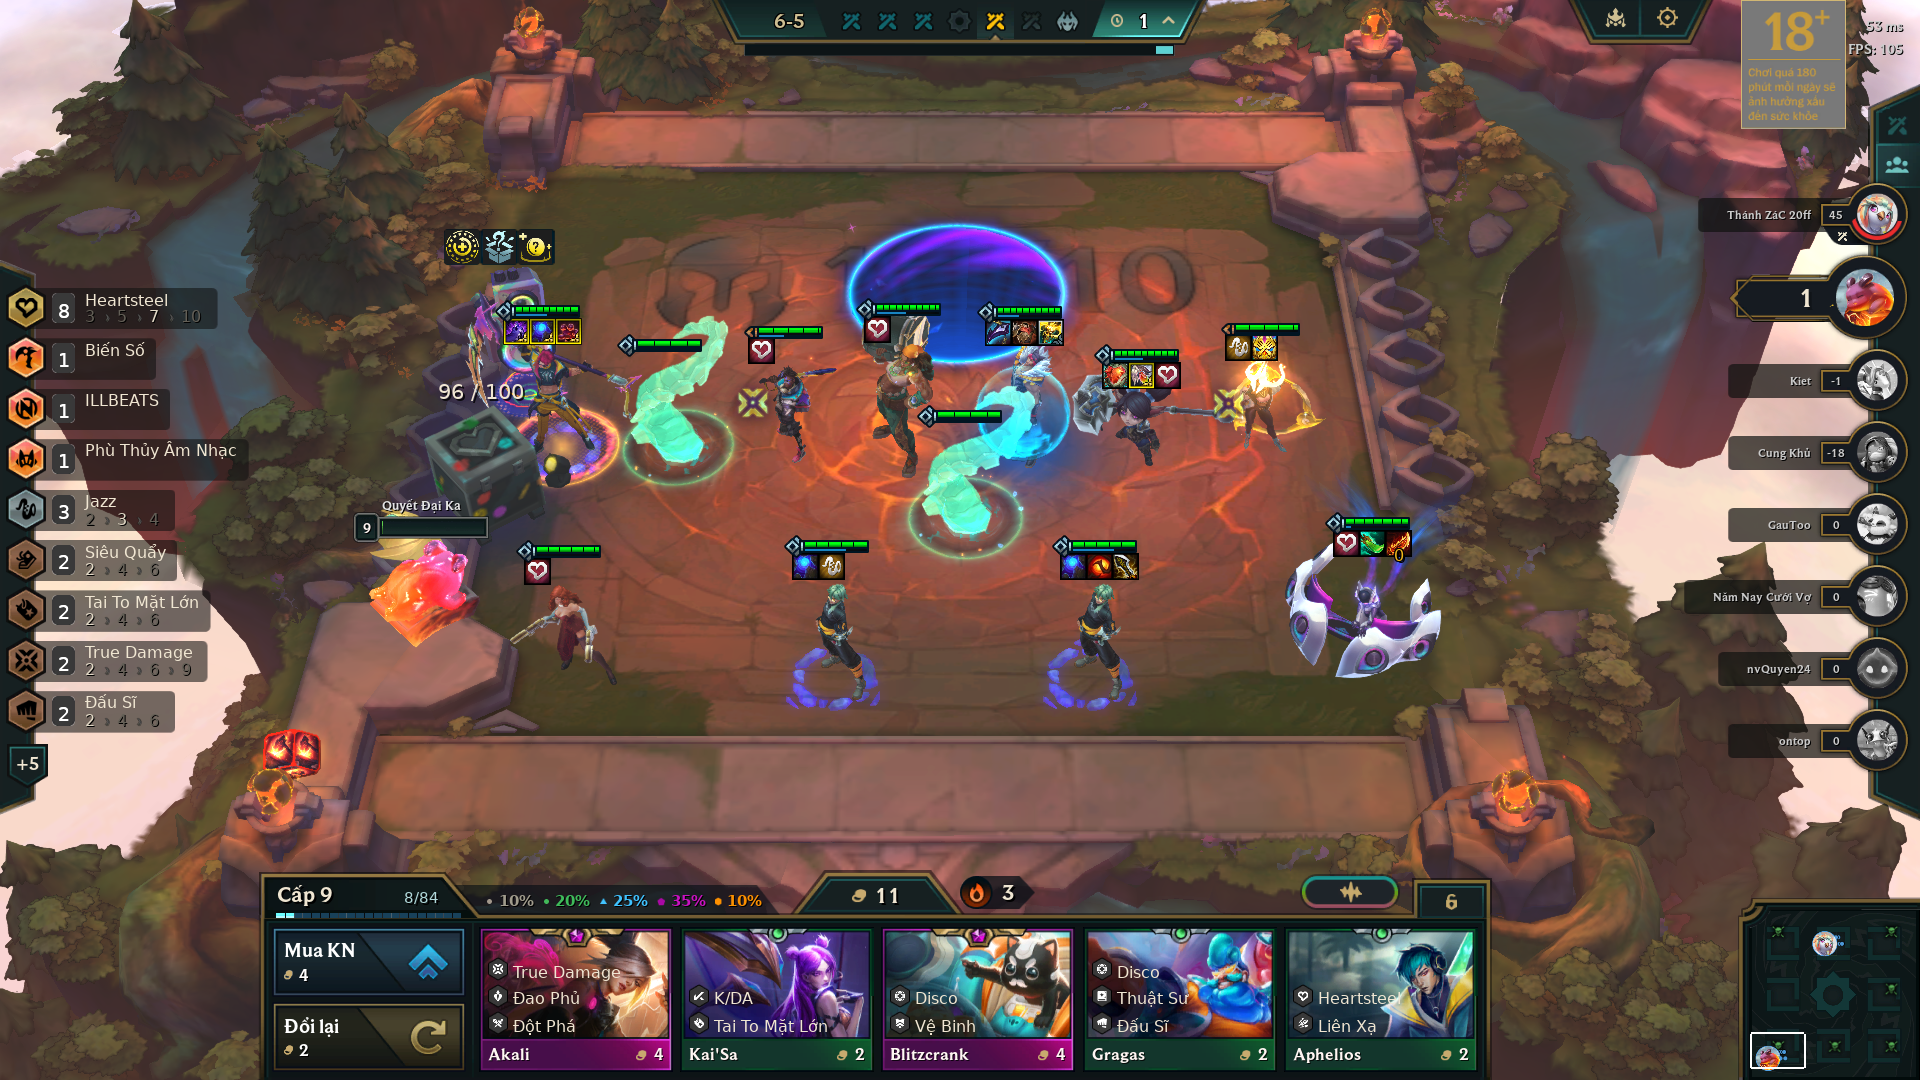 6-5
1
18+
Chơi quá 180
phút mỗi ngày sẽ
ảnh hưởng xấu
đến sức khỏe
53 ms
FPS: 105
Thánh ZáC 20ff
45
1
Kiet
-1
Cung Khủ
-18
GauToo
0
Năm Nay Cưới Vợ
0
nvQuyen24
0
ontop
0
8
Heartsteel
3 › 5 › 7 › 10
1
Biến Số
1
ILLBEATS
1
Phù Thủy Âm Nhạc
3
Jazz
2 › 3 › 4
2
Siêu Quẩy
2 › 4 › 6
2
Tai To Mặt Lớn
2 › 4 › 6
2
True Damage
2 › 4 › 6 › 9
2
Đấu Sĩ
2 › 4 › 6
+5
96 / 100
Quyết Đại Ka
9
10
0
Cấp 9
8/84
10%
20%
25%
35%
10%
11
3
6
Mua KN
4
Đổi lại
2
True Damage
Đao Phủ
Đột Phá
Akali
4
K/DA
Tai To Mặt Lớn
Kai'Sa
2
Disco
Vệ Binh
Blitzcrank
4
Disco
Thuật Sư
Đấu Sĩ
Gragas
2
Heartsteel
Liên Xạ
Aphelios
2